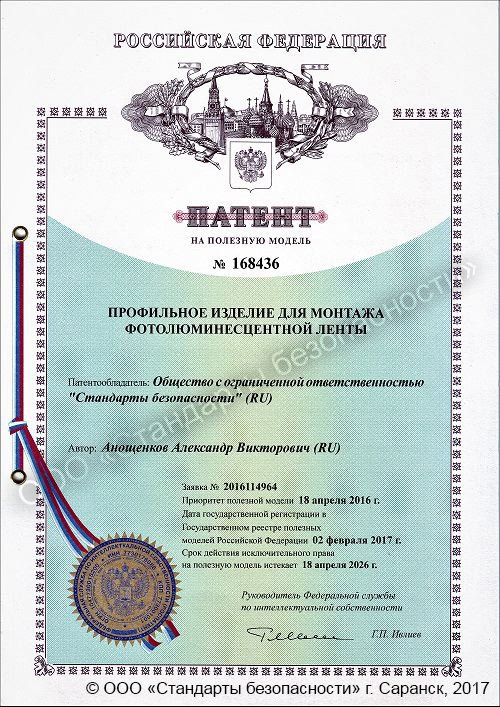 РОССИЙСКАЯ ФЕДЕРАЦИЯ
ПАТЕНТ
НА ПОЛЕЗНУЮ МОДЕЛЬ
№ 168436
ПРОФИЛЬНОЕ ИЗДЕЛИЕ ДЛЯ МОНТАЖА
ФОТОЛЮМИНЕСЦЕНТНОЙ ЛЕНТЫ
Патентообладатель: Общество с ограниченной ответственностью
"Стандарты безопасности" (RU)
Автор: Анощенков Александр Викторович (RU)
Заявка № 2016114964
Приоритет полезной модели 18 апреля 2016 г.
Дата государственной регистрации в
Государственном реестре полезных
моделей Российской Федерации 02 февраля 2017 г.
Срок действия исключительного права
на полезную модель истекает 18 апреля 2026 г.
Руководитель Федеральной службы
по интеллектуальной собственности
Г.П. Ивлиев
ООО «Стандарты безопасности»
© ООО «Стандарты безопасности» г. Саранск, 2017